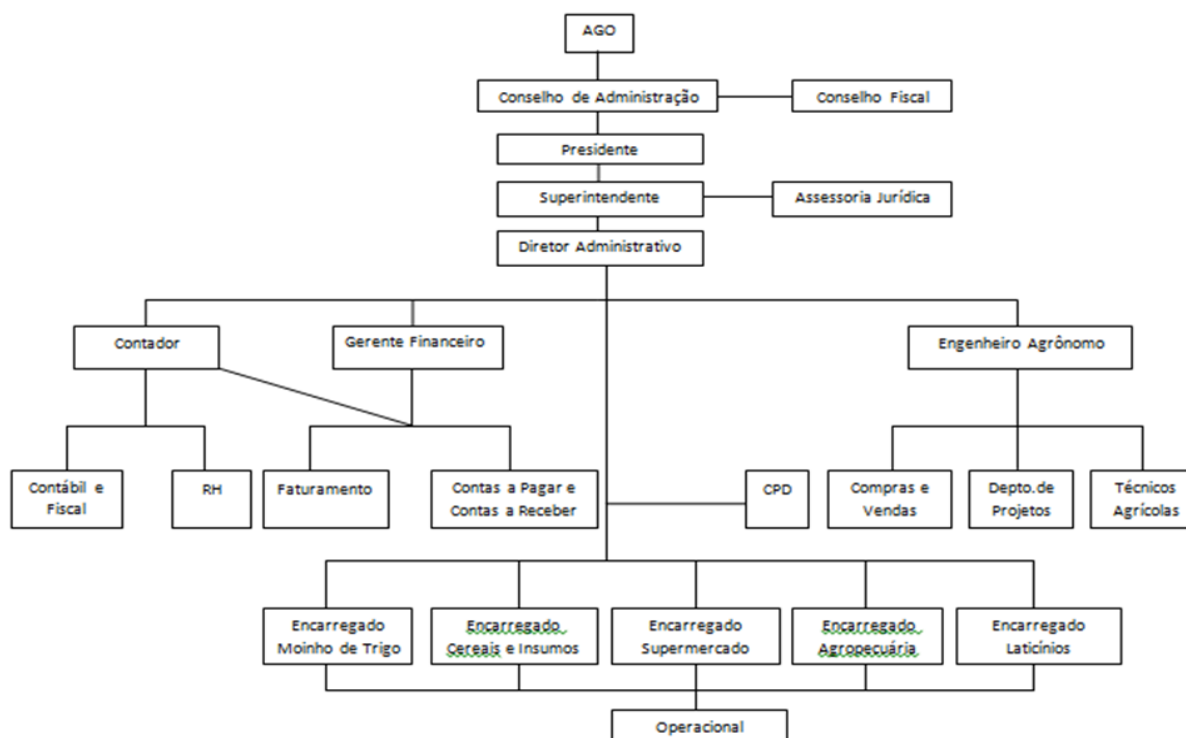 AGO
Conselho de Administração
Conselho Fiscal
Presidente
Superintendente
Assessoria Jurídica
Diretor Administrativo
Contador
Gerente Financeiro
Engenheiro Agrônomo
Contábil e
Fiscal
RH
Faturamento
Contas a Pagar e
Contas a Receber
CPD
Compras e
Vendas
Depto.de
Projetos
Técnicos
Agrícolas
Encarregado
Moinho de Trigo
Encarregado
Cereais e Insumos
Encarregado
Supermercado
Encarregado
Agropecuária
Encarregado
Laticínios
Operacional